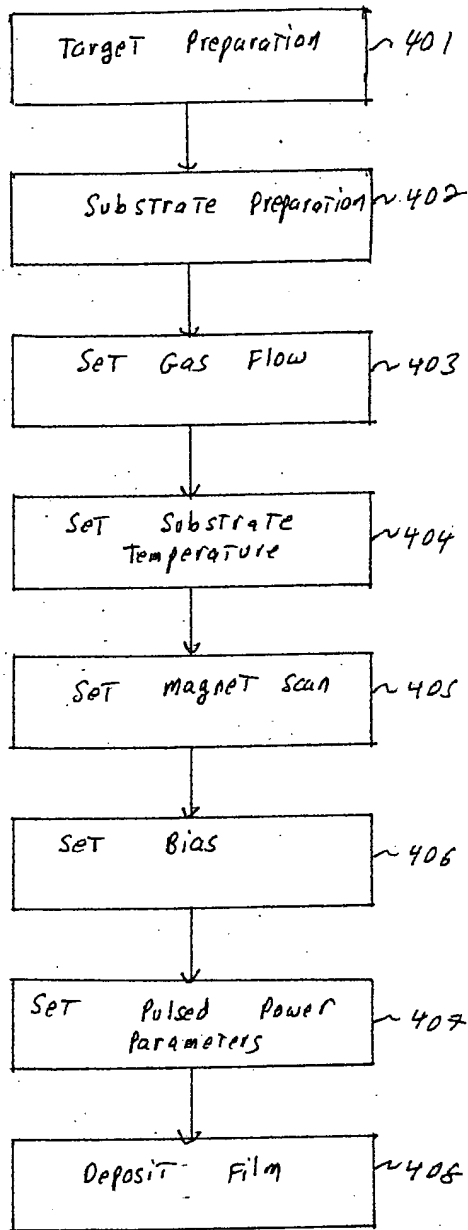 Target Preparation ~ 401
Substrate Preparation ~ 402
Set Gas Flow ~ 403
Set Substrate
Temperature ~ 404
Set Magnet Scan ~ 405
Set Bias ~ 406
Set Pulsed Power
Parameters ~ 407
Deposit Film ~ 408